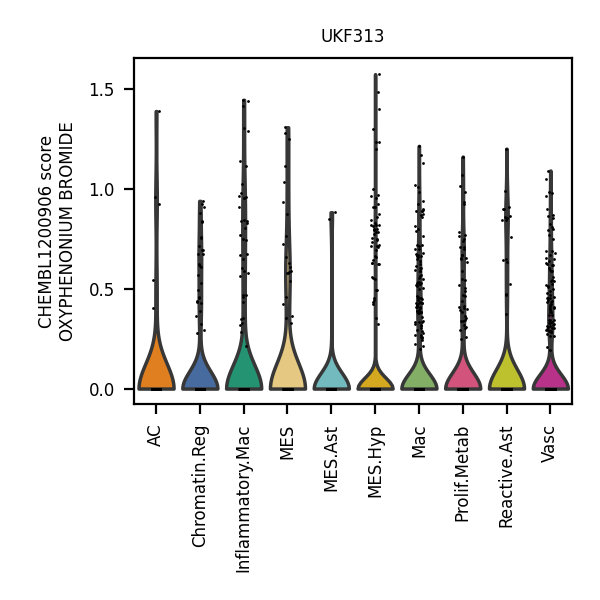 UKF313
CHEMBL1200906 score
OXYPHENONIUM BROMIDE
1.5
1.0
0.5
0.0
AC
Chromatin.Reg
Inflammatory.Mac
MES
MES.Ast
MES.Hyp
Mac
Prolif.Metab
Reactive.Ast
Vasc